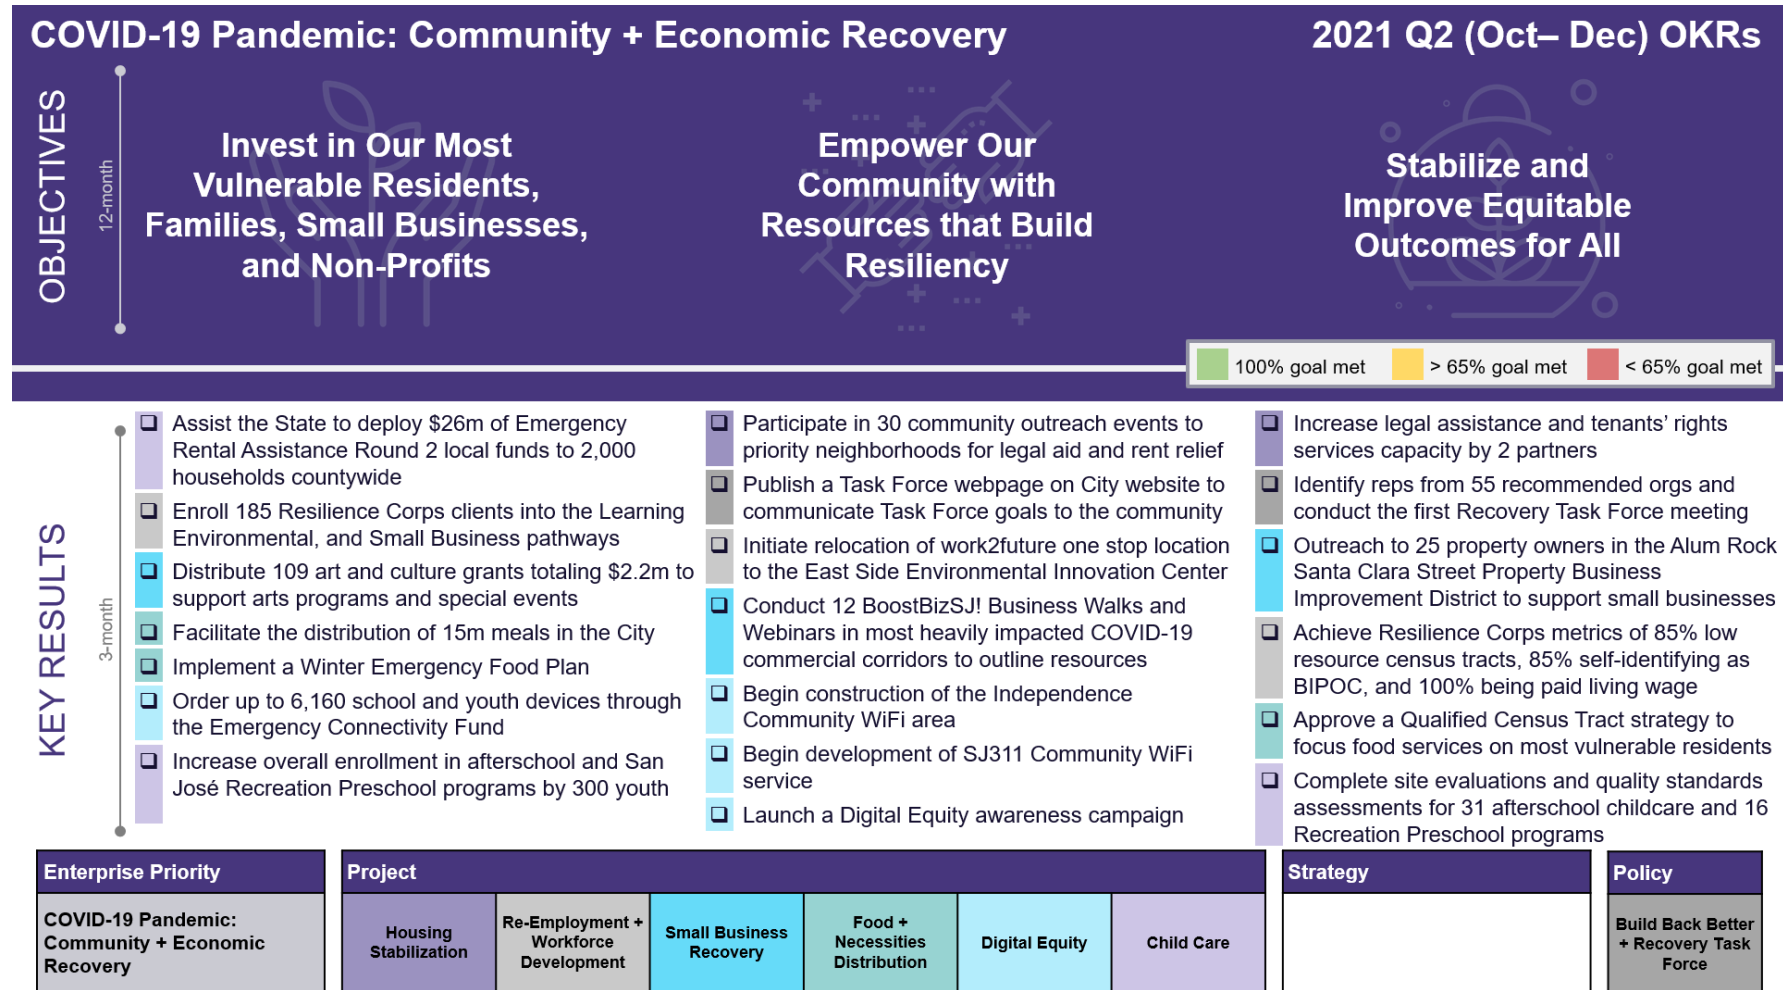 COVID-19 Pandemic: Community + Economic Recovery
2021 Q2 (Oct– Dec) OKRs
OBJECTIVES
12-month
Invest in Our Most
Vulnerable Residents,
Families, Small Businesses,
and Non-Profits
Empower Our
Community with
Resources that Build
Resiliency
Stabilize and
Improve Equitable
Outcomes for All
100% goal met
> 65% goal met
< 65% goal met
KEY RESULTS
3-month
❑ Assist the State to deploy $26m of Emergency
Rental Assistance Round 2 local funds to 2,000
households countywide
❑ Enroll 185 Resilience Corps clients into the Learning
Environmental, and Small Business pathways
❑ Distribute 109 art and culture grants totaling $2.2m to
support arts programs and special events
❑ Facilitate the distribution of 15m meals in the City
❑ Implement a Winter Emergency Food Plan
❑ Order up to 6,160 school and youth devices through
the Emergency Connectivity Fund
❑ Increase overall enrollment in afterschool and San
José Recreation Preschool programs by 300 youth
❑ Participate in 30 community outreach events to
priority neighborhoods for legal aid and rent relief
❑ Publish a Task Force webpage on City website to
communicate Task Force goals to the community
❑ Initiate relocation of work2future one stop location
to the East Side Environmental Innovation Center
❑ Conduct 12 BoostBizSJ! Business Walks and
Webinars in most heavily impacted COVID-19
commercial corridors to outline resources
❑ Begin construction of the Independence
Community WiFi area
❑ Begin development of SJ311 Community WiFi
service
❑ Launch a Digital Equity awareness campaign
❑ Increase legal assistance and tenants’ rights
services capacity by 2 partners
❑ Identify reps from 55 recommended orgs and
conduct the first Recovery Task Force meeting
❑ Outreach to 25 property owners in the Alum Rock
Santa Clara Street Property Business
Improvement District to support small businesses
❑ Achieve Resilience Corps metrics of 85% low
resource census tracts, 85% self-identifying as
BIPOC, and 100% being paid living wage
❑ Approve a Qualified Census Tract strategy to
focus food services on most vulnerable residents
❑ Complete site evaluations and quality standards
assessments for 31 afterschool childcare and 16
Recreation Preschool programs
Enterprise Priority
COVID-19 Pandemic:
Community + Economic
Recovery
Project
Housing
Stabilization
Re-Employment +
Workforce
Development
Small Business
Recovery
Food +
Necessities
Distribution
Digital Equity
Child Care
Strategy
Policy
Build Back Better
+ Recovery Task
Force